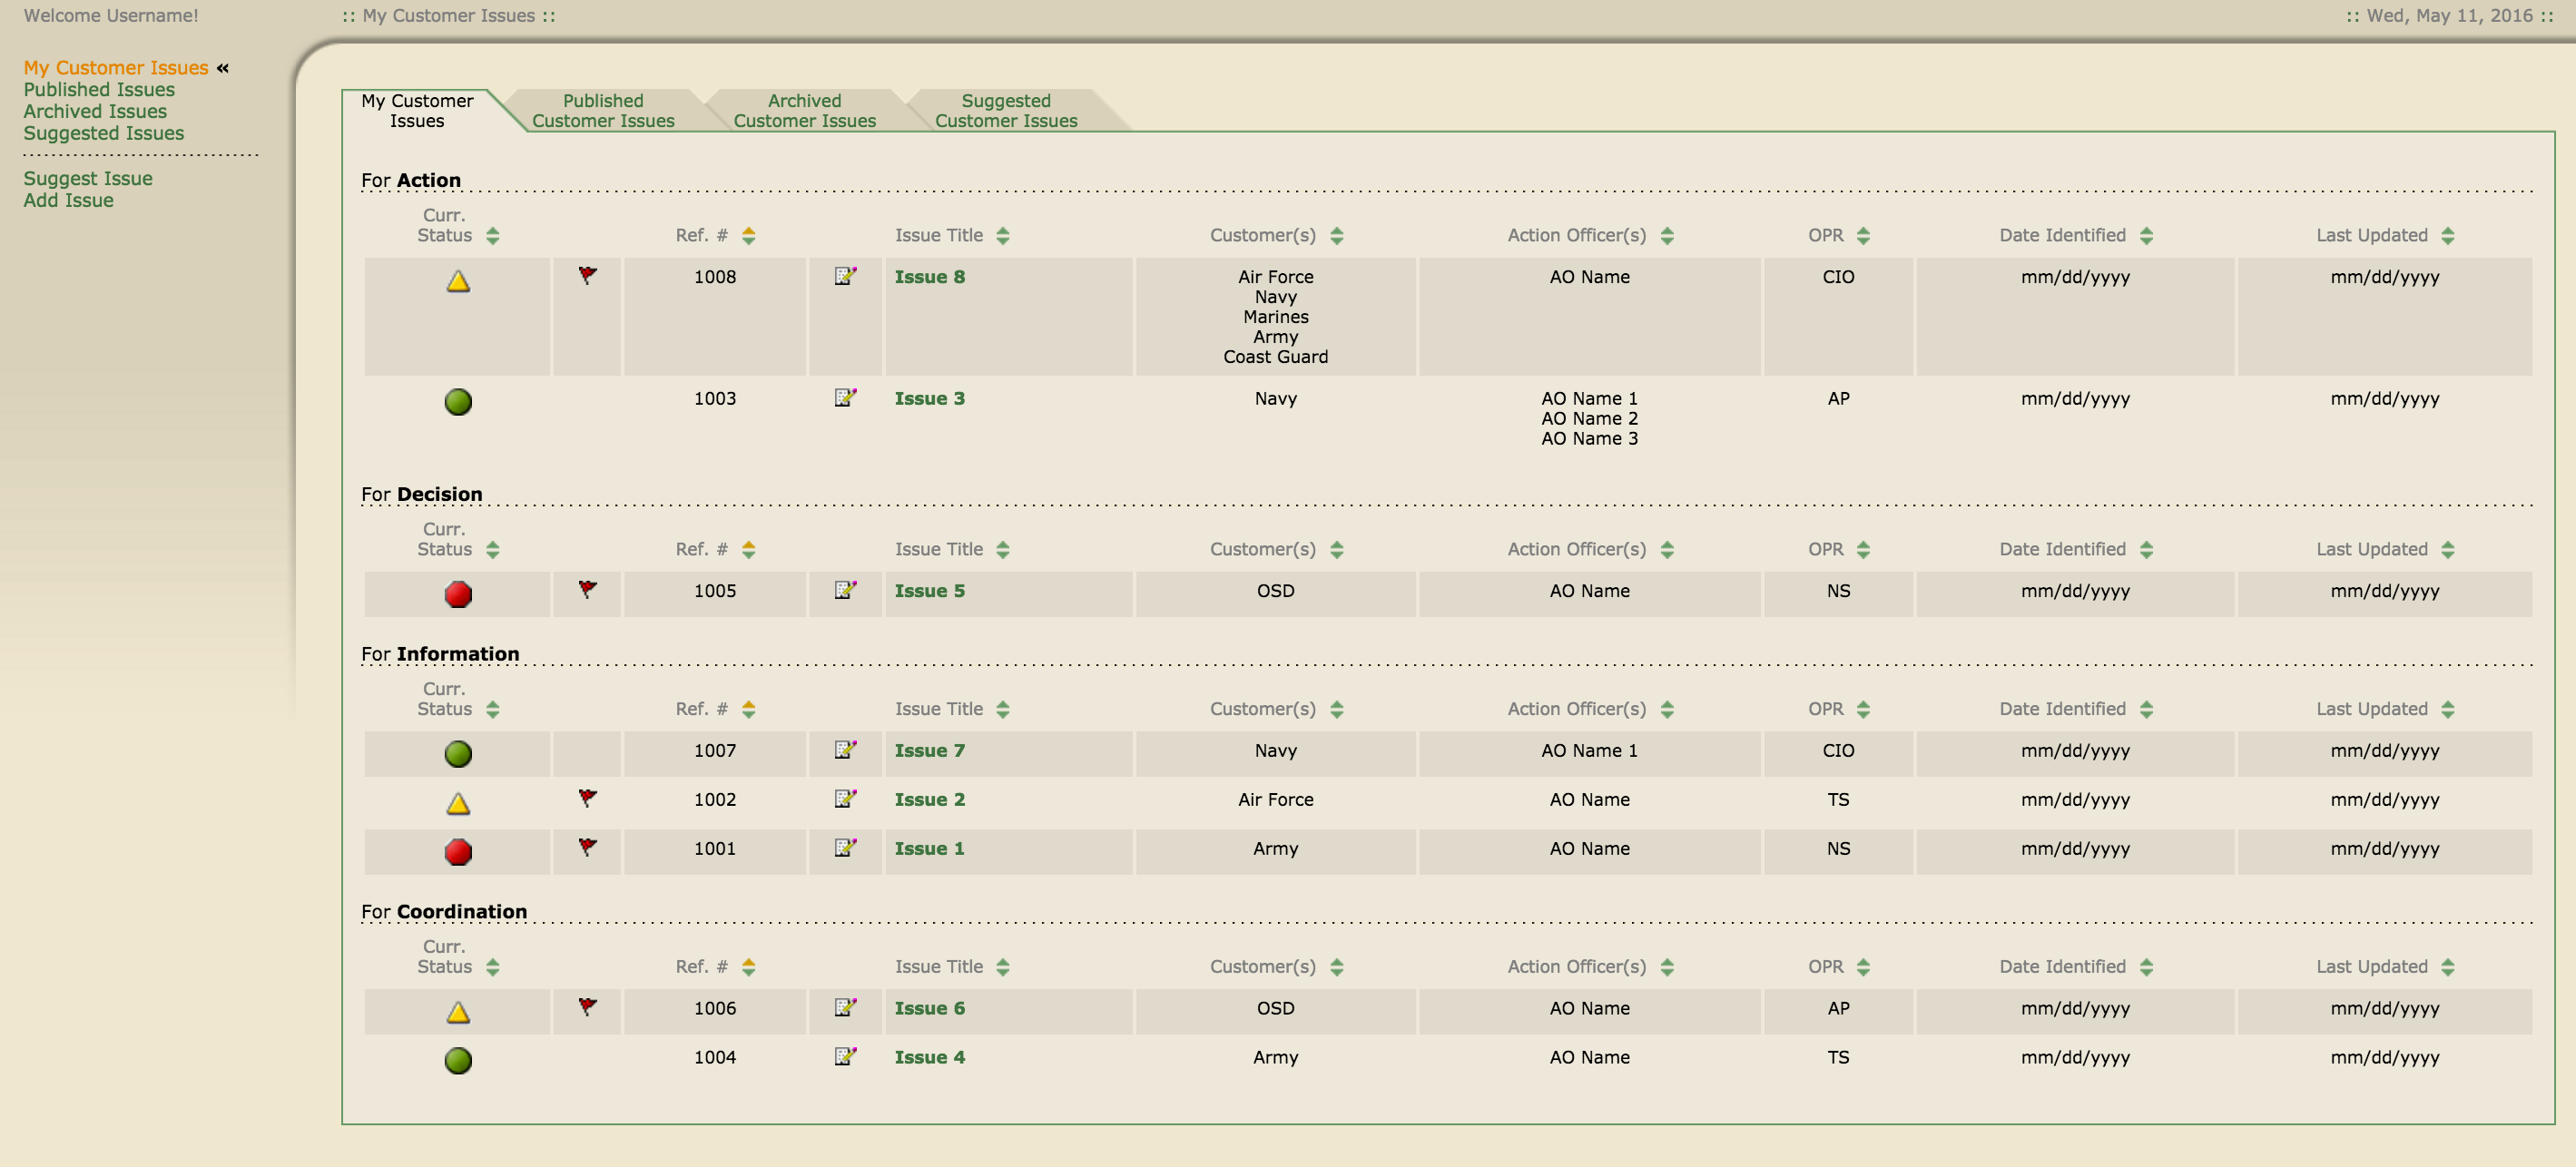 Welcome Username!
:: My Customer Issues ::
:: Wed, May 11, 2016 ::
My Customer Issues «
Published Issues
Archived Issues
Suggested Issues
Suggest Issue
Add Issue
My Customer
Issues
Published
Customer Issues
Archived
Customer Issues
Suggested
Customer Issues
For Action
Curr.
Status Ref. # Issue Title Customer(s) Action Officer(s) OPR Date Identified Last Updated
1008 Issue 8 Air Force AO Name CIO mm/dd/yyyy mm/dd/yyyy
Navy
Marines
Army
Coast Guard
1003 Issue 3 Navy AO Name 1 AP mm/dd/yyyy mm/dd/yyyy
AO Name 2
AO Name 3
For Decision
Curr.
Status Ref. # Issue Title Customer(s) Action Officer(s) OPR Date Identified Last Updated
1005 Issue 5 OSD AO Name NS mm/dd/yyyy mm/dd/yyyy
For Information
Curr.
Status Ref. # Issue Title Customer(s) Action Officer(s) OPR Date Identified Last Updated
1007 Issue 7 Navy AO Name 1 CIO mm/dd/yyyy mm/dd/yyyy
1002 Issue 2 Air Force AO Name TS mm/dd/yyyy mm/dd/yyyy
1001 Issue 1 Army AO Name NS mm/dd/yyyy mm/dd/yyyy
For Coordination
Curr.
Status Ref. # Issue Title Customer(s) Action Officer(s) OPR Date Identified Last Updated
1006 Issue 6 OSD AO Name AP mm/dd/yyyy mm/dd/yyyy
1004 Issue 4 Army AO Name TS mm/dd/yyyy mm/dd/yyyy